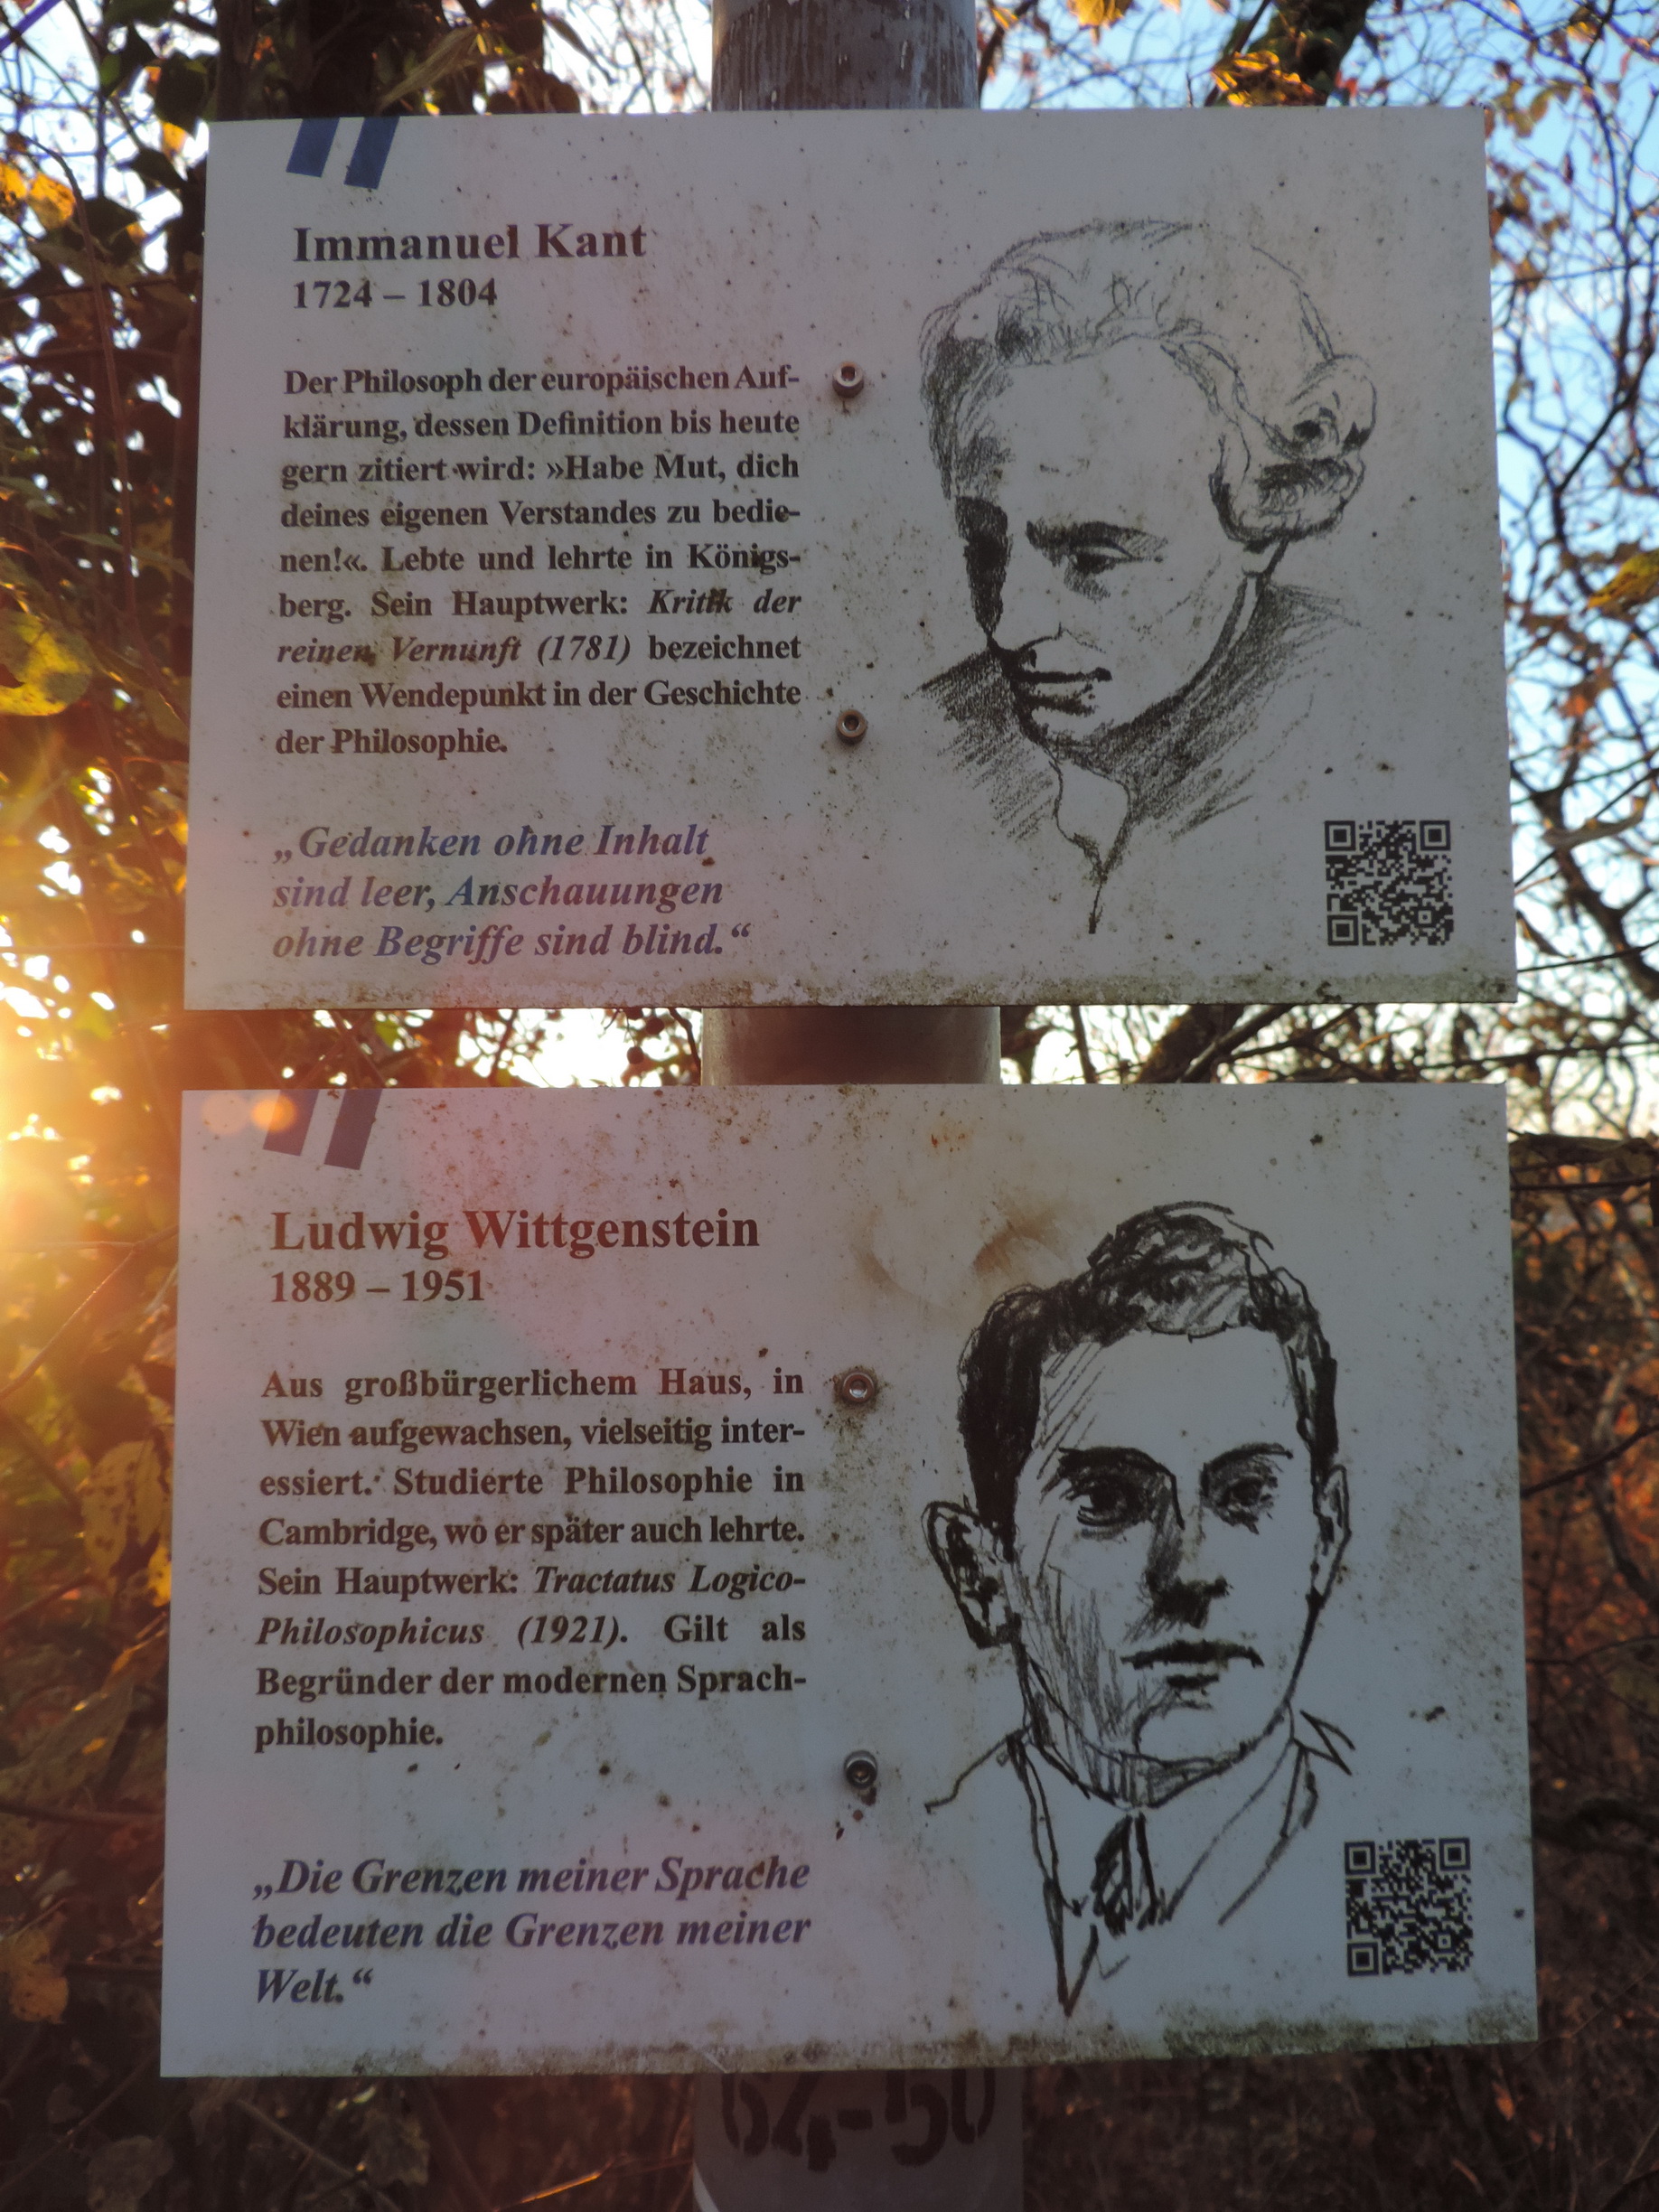 Immanuel Kant
1724 – 1804
Der Philosoph der europäischen Auf-
klärung, dessen Definition bis heute
gern zitiert wird: »Habe Mut, dich
deines eigenen Verstandes zu bedie-
nen!«. Lebte und lehrte in Königs-
berg. Sein Hauptwerk: Kritik der
reinen Vernunft (1781) bezeichnet
einen Wendepunkt in der Geschichte
der Philosophie.
„Gedanken ohne Inhalt
sind leer, Anschauungen
ohne Begriffe sind blind.“
Ludwig Wittgenstein
1889 – 1951
Aus großbürgerlichem Haus, in
Wien aufgewachsen, vielseitig inter-
essiert. Studierte Philosophie in
Cambridge, wo er später auch lehrte.
Sein Hauptwerk: Tractatus Logico-
Philosophicus (1921). Gilt als
Begründer der modernen Sprach-
philosophie.
„Die Grenzen meiner Sprache
bedeuten die Grenzen meiner
Welt.“
64-50